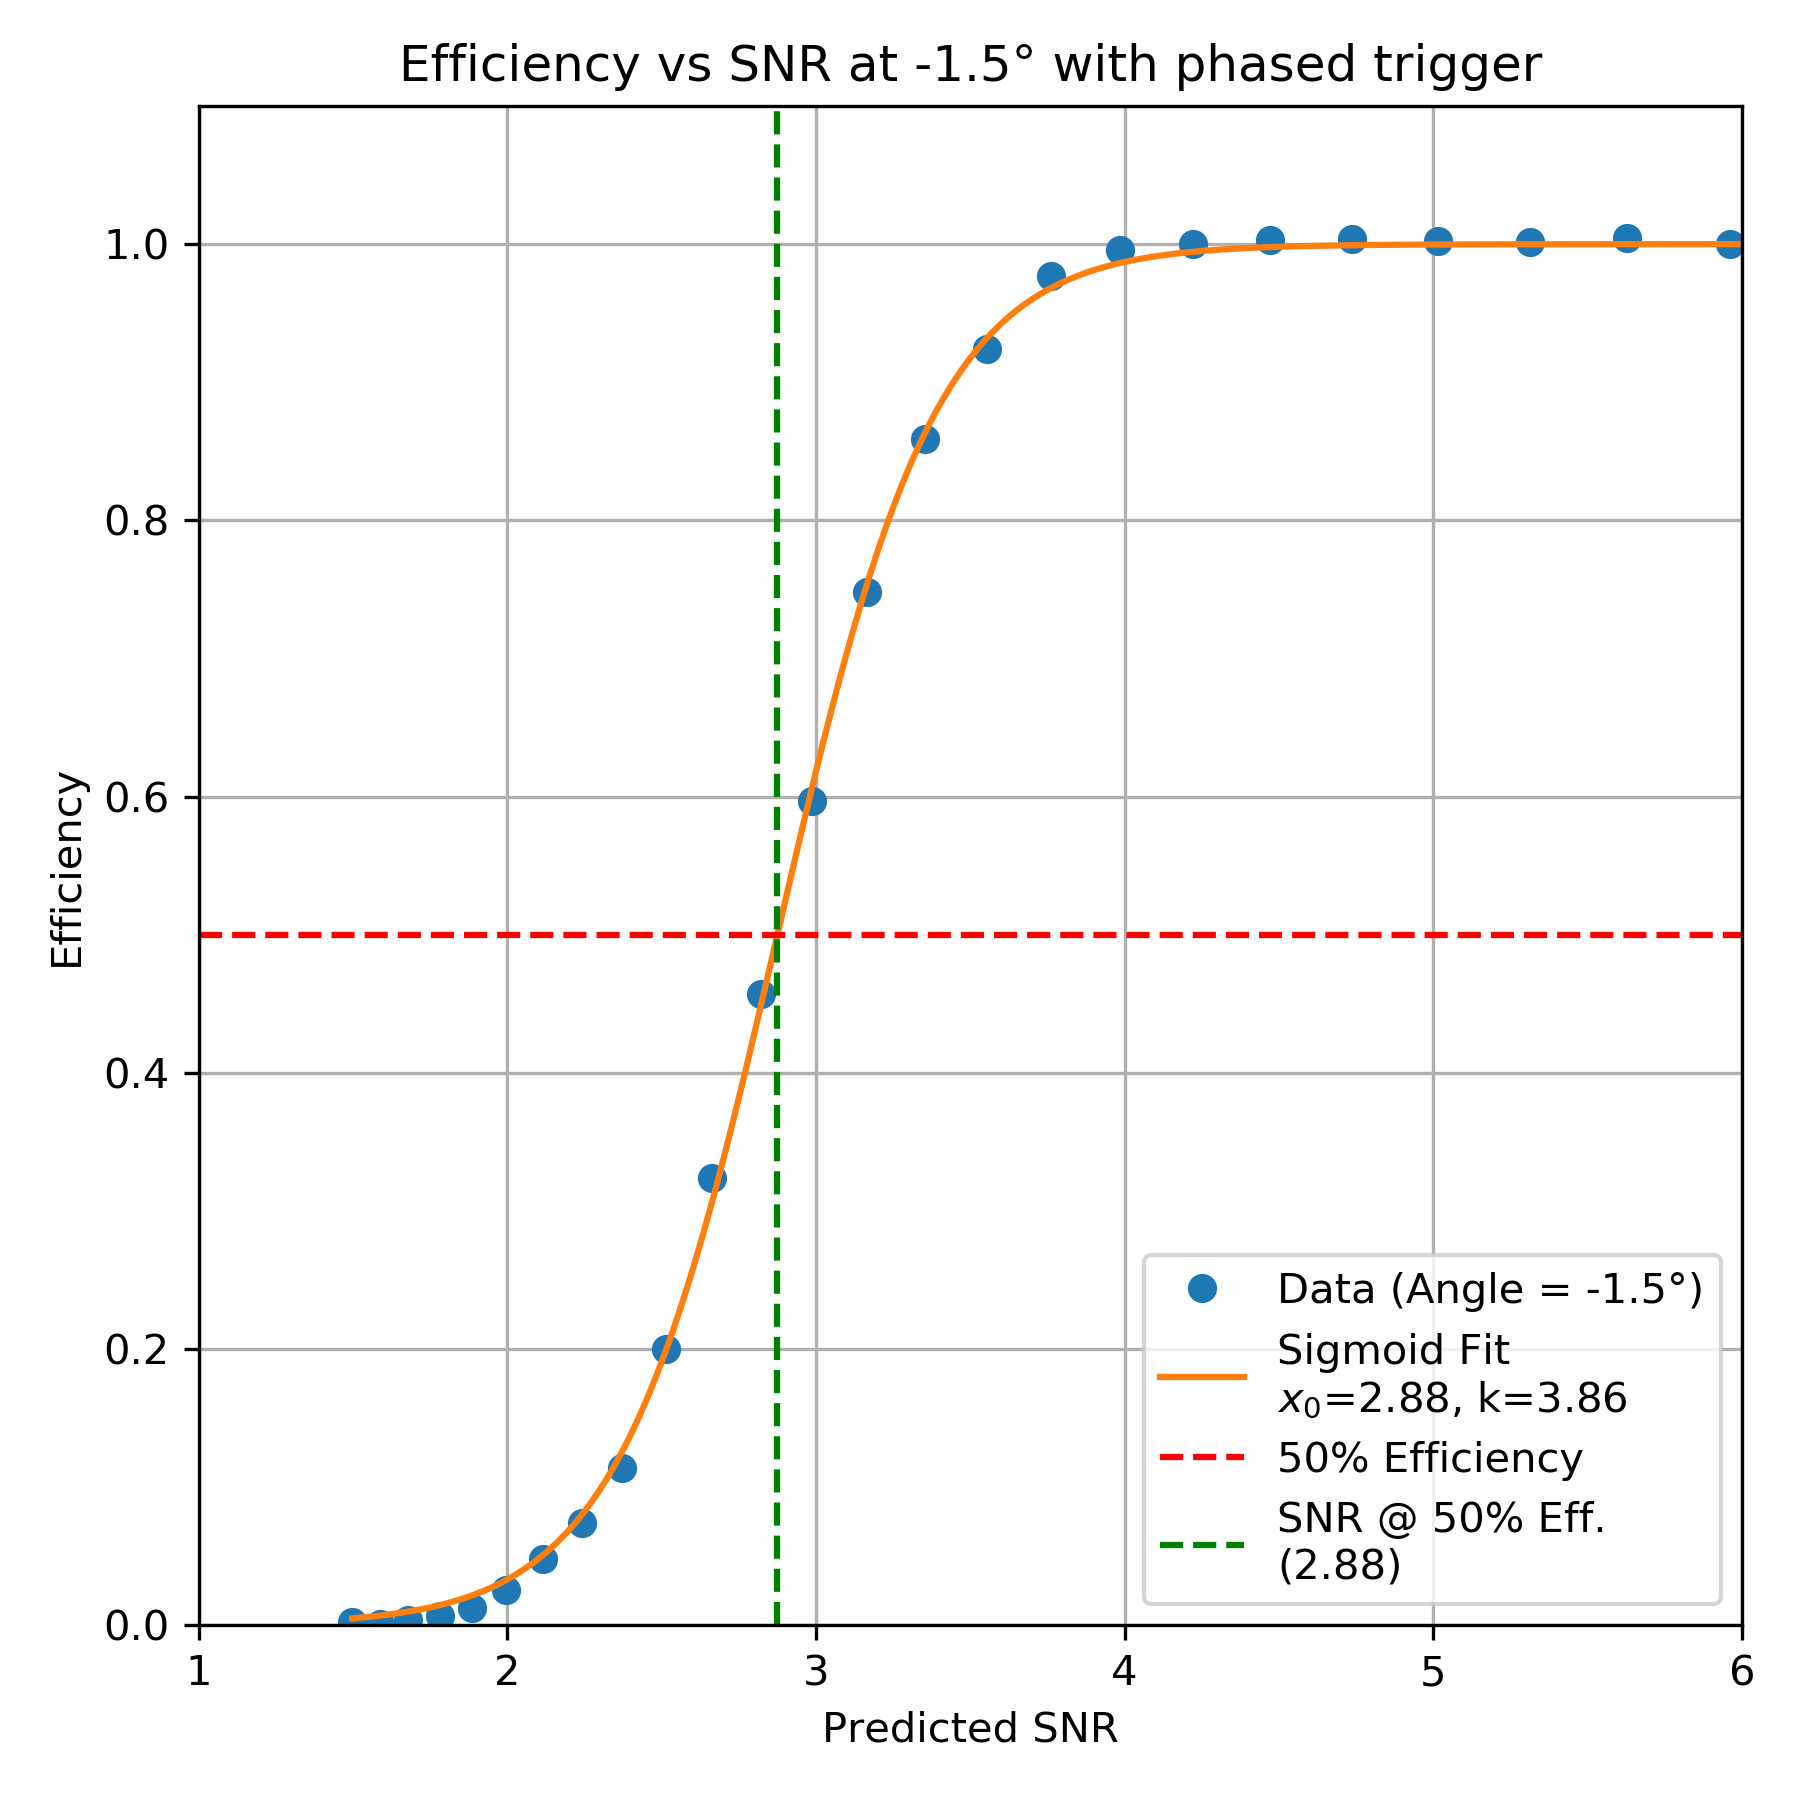 Efficiency vs SNR at -1.5° with phased trigger
Efficiency
1.0
0.8
0.6
0.4
0.2
0.0
1 2 3 4 5 6
Predicted SNR
Data (Angle = -1.5°)
Sigmoid Fit
x₀=2.88, k=3.86
50% Efficiency
SNR @ 50% Eff.
(2.88)